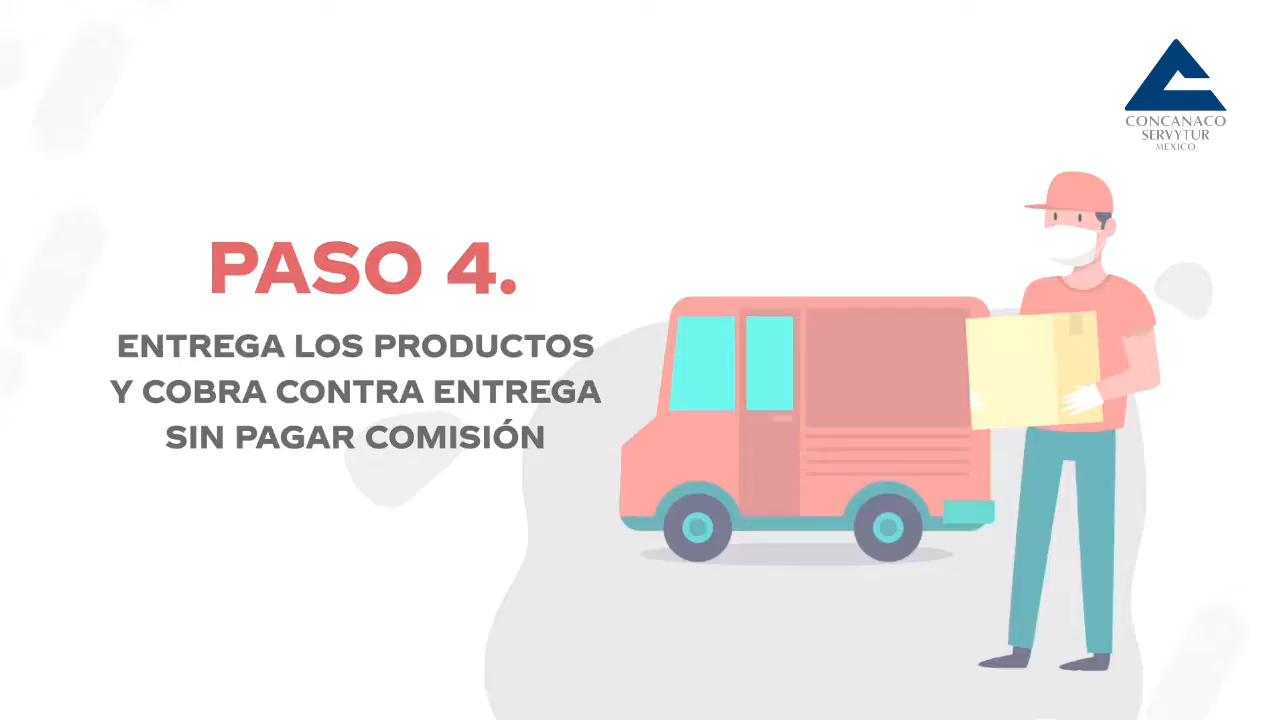 CONCANACO
SERVYTUR
MEXICO
PASO 4.
ENTREGA LOS PRODUCTOS
Y COBRA CONTRA ENTREGA
SIN PAGAR COMISIÓN